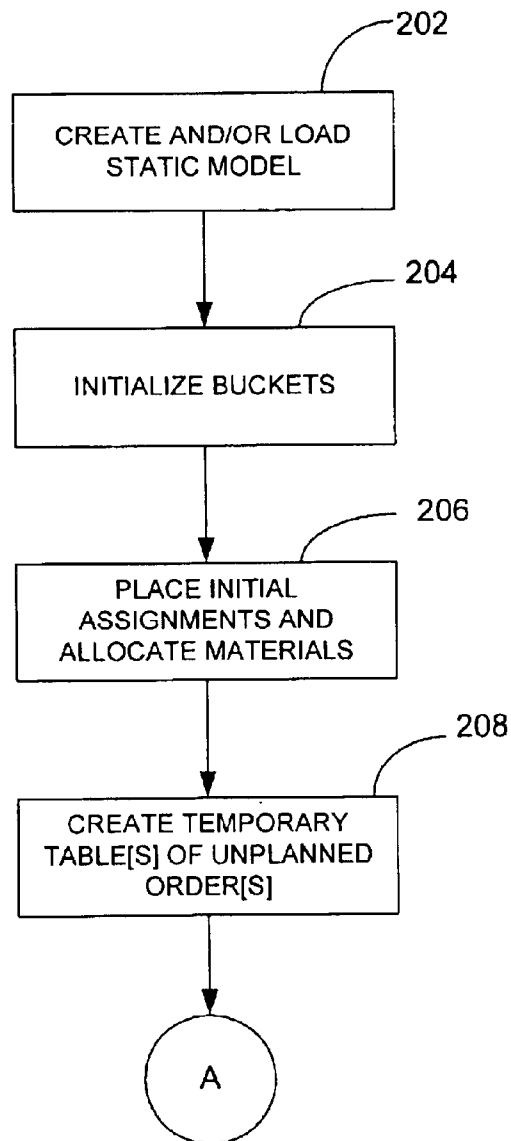 202
CREATE AND/OR LOAD
STATIC MODEL
204
INITIALIZE BUCKETS
206
PLACE INITIAL
ASSIGNMENTS AND
ALLOCATE MATERIALS
208
CREATE TEMPORARY
TABLE[S] OF UNPLANNED
ORDER[S]
A